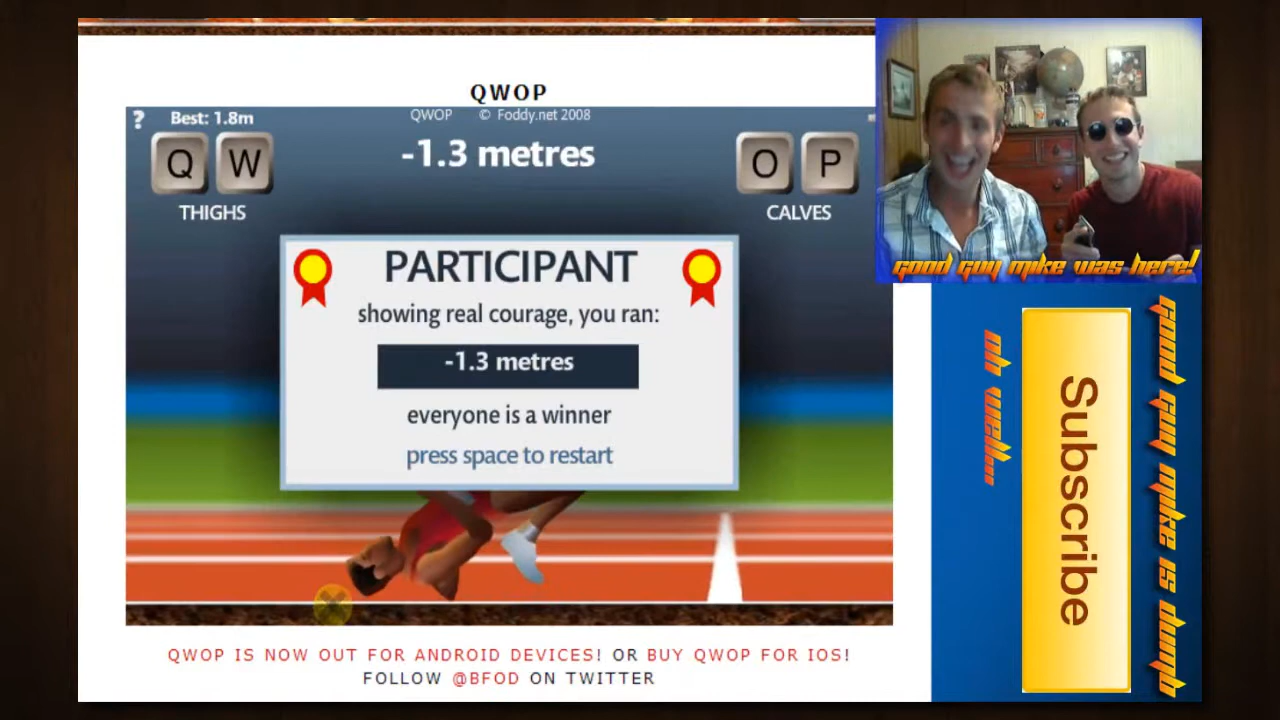 QWOP
? Best: 1.8m
QWOP © Foddy.net 2008
-1.3 metres
Q W
THIGHS
O P
CALVES
PARTICIPANT
showing real courage, you ran:
-1.3 metres
everyone is a winner
press space to restart
QWOP IS NOW OUT FOR ANDROID DEVICES! OR BUY QWOP FOR IOS!
FOLLOW @BFOD ON TWITTER
good guy mike was here!
good guy myke is dwob
Subscribe
oh well...